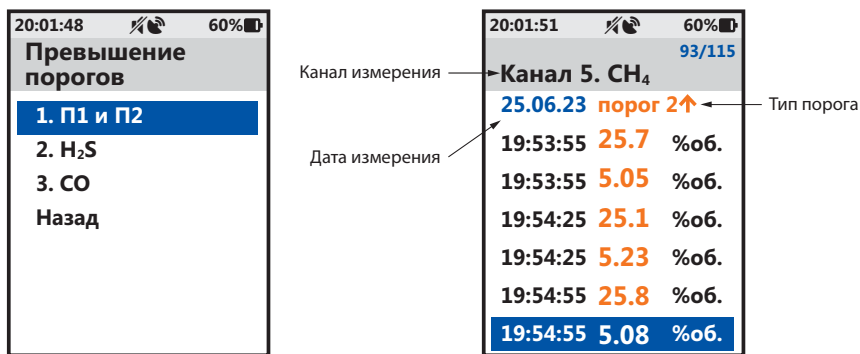 20:01:48 60%
Превышение
порогов
1. П1 и П2
2. H₂S
3. CO
Назад
Канал измерения
Дата измерения
20:01:51 60%
93/115
Канал 5. CH₄
25.06.23 порог 2↑
19:53:55 25.7 %об.
19:53:55 5.05 %об.
19:54:25 25.1 %об.
19:54:25 5.23 %об.
19:54:55 25.8 %об.
19:54:55 5.08 %об.
Тип порога